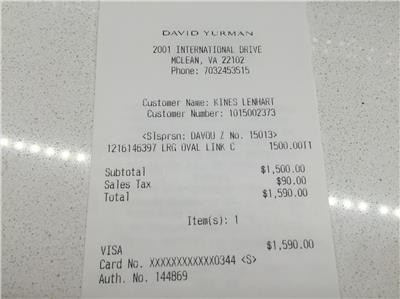 DAVID YURMAN
2001 INTERNATIONAL DRIVE
MCLEAN, VA 22102
Phone: 7032453515
Customer Name: KINES LENHART
Customer Number: 1015002373
<Slsprsn: DAVOU Z No. 15013>
1216146397 LRG OVAL LINK C 1500.00T1
Subtotal $1,500.00
Sales Tax $90.00
Total $1,590.00
Item(s): 1
VISA $1,590.00
Card No. XXXXXXXXXXXX0344 <S>
Auth. No. 144869